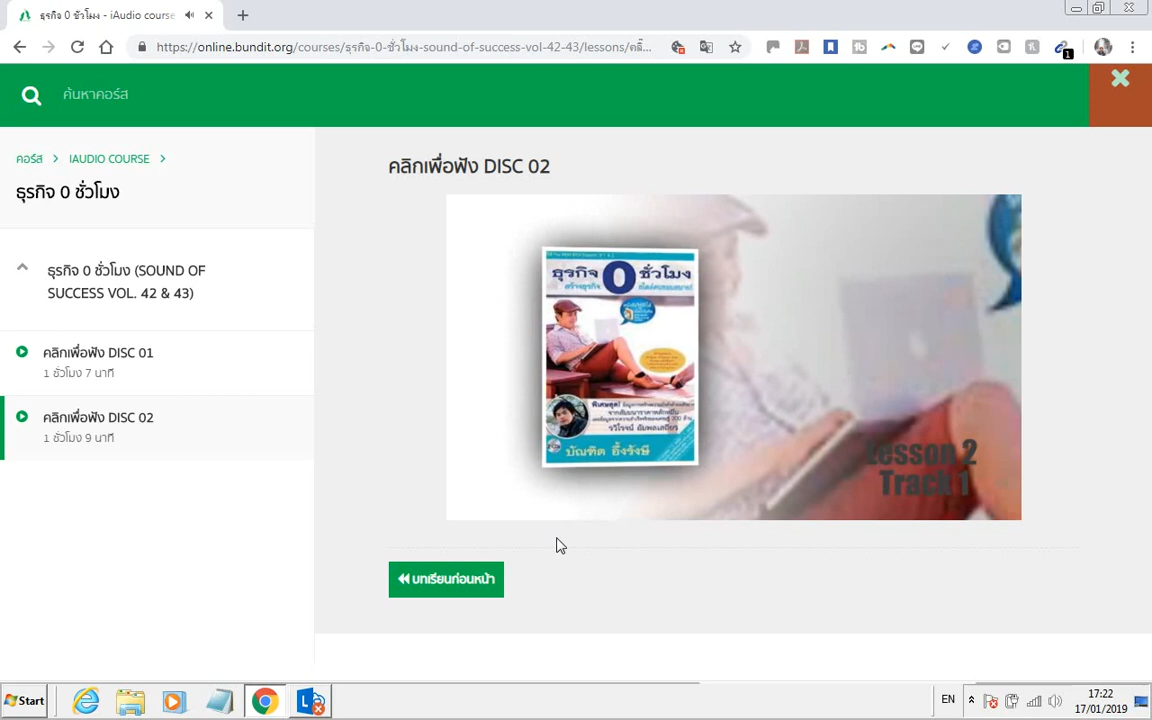 ธุรกิจ 0 ชั่วโมง - iAudio course
https://online.bundit.org/courses/ธุรกิจ-0-ชั่วโมง-sound-of-success-vol-42-43/lessons/คลิ๊...
1
ค้นหาคอร์ส
คอร์ส > IAUDIO COURSE >
ธุรกิจ 0 ชั่วโมง
ธุรกิจ 0 ชั่วโมง (SOUND OF
SUCCESS VOL. 42 & 43)
คลิกเพื่อฟัง DISC 01
1 ชั่วโมง 7 นาที
คลิกเพื่อฟัง DISC 02
1 ชั่วโมง 9 นาที
คลิกเพื่อฟัง DISC 02
ธุรกิจ 0 ชั่วโมง
บัณฑิต อึ้งรังษี
Lesson 2
Track 1
บทเรียนก่อนหน้า
Start
EN
17:22
17/01/2019